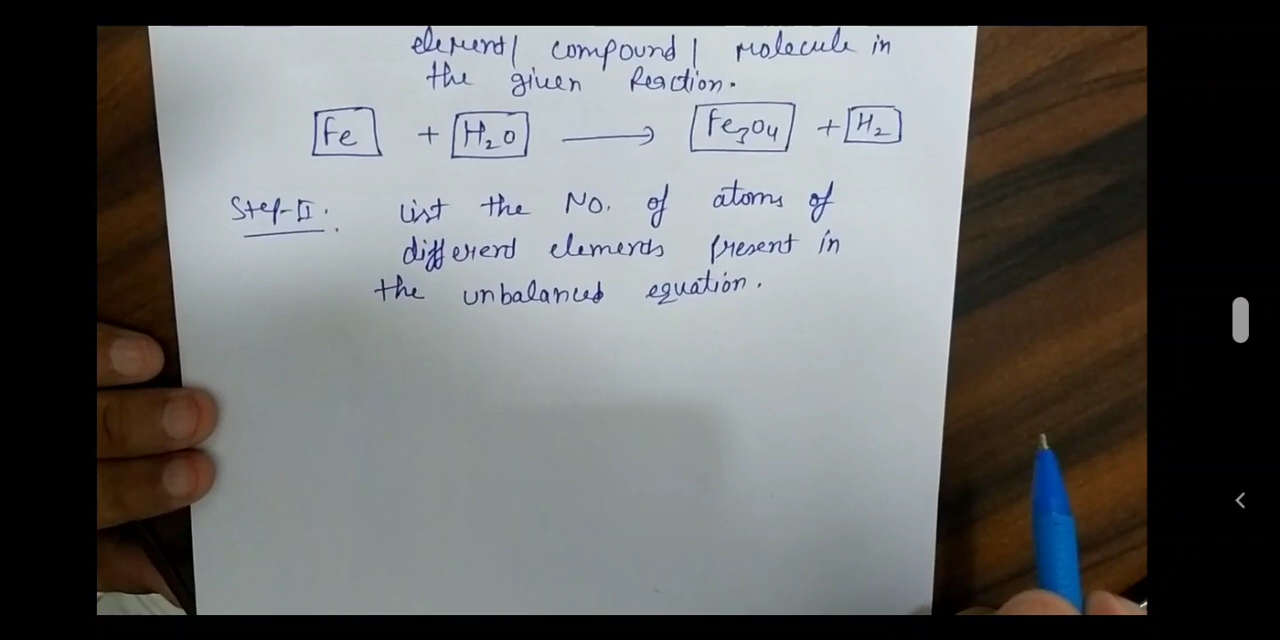 element| compound| molecule in
the given Reaction.
Fe + H₂O ⟶ Fe₃O₄ + H₂
Step-II: List the No. of atoms of
different elements present in
the unbalanced equation.